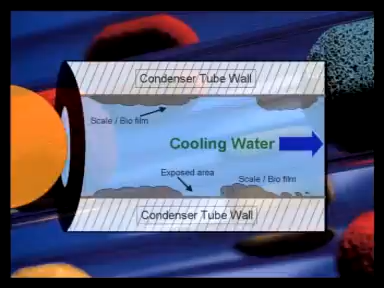 Condenser Tube Wall
Scale / Bio film
Cooling Water
Exposed area
Scale / Bio film
Condenser Tube Wall